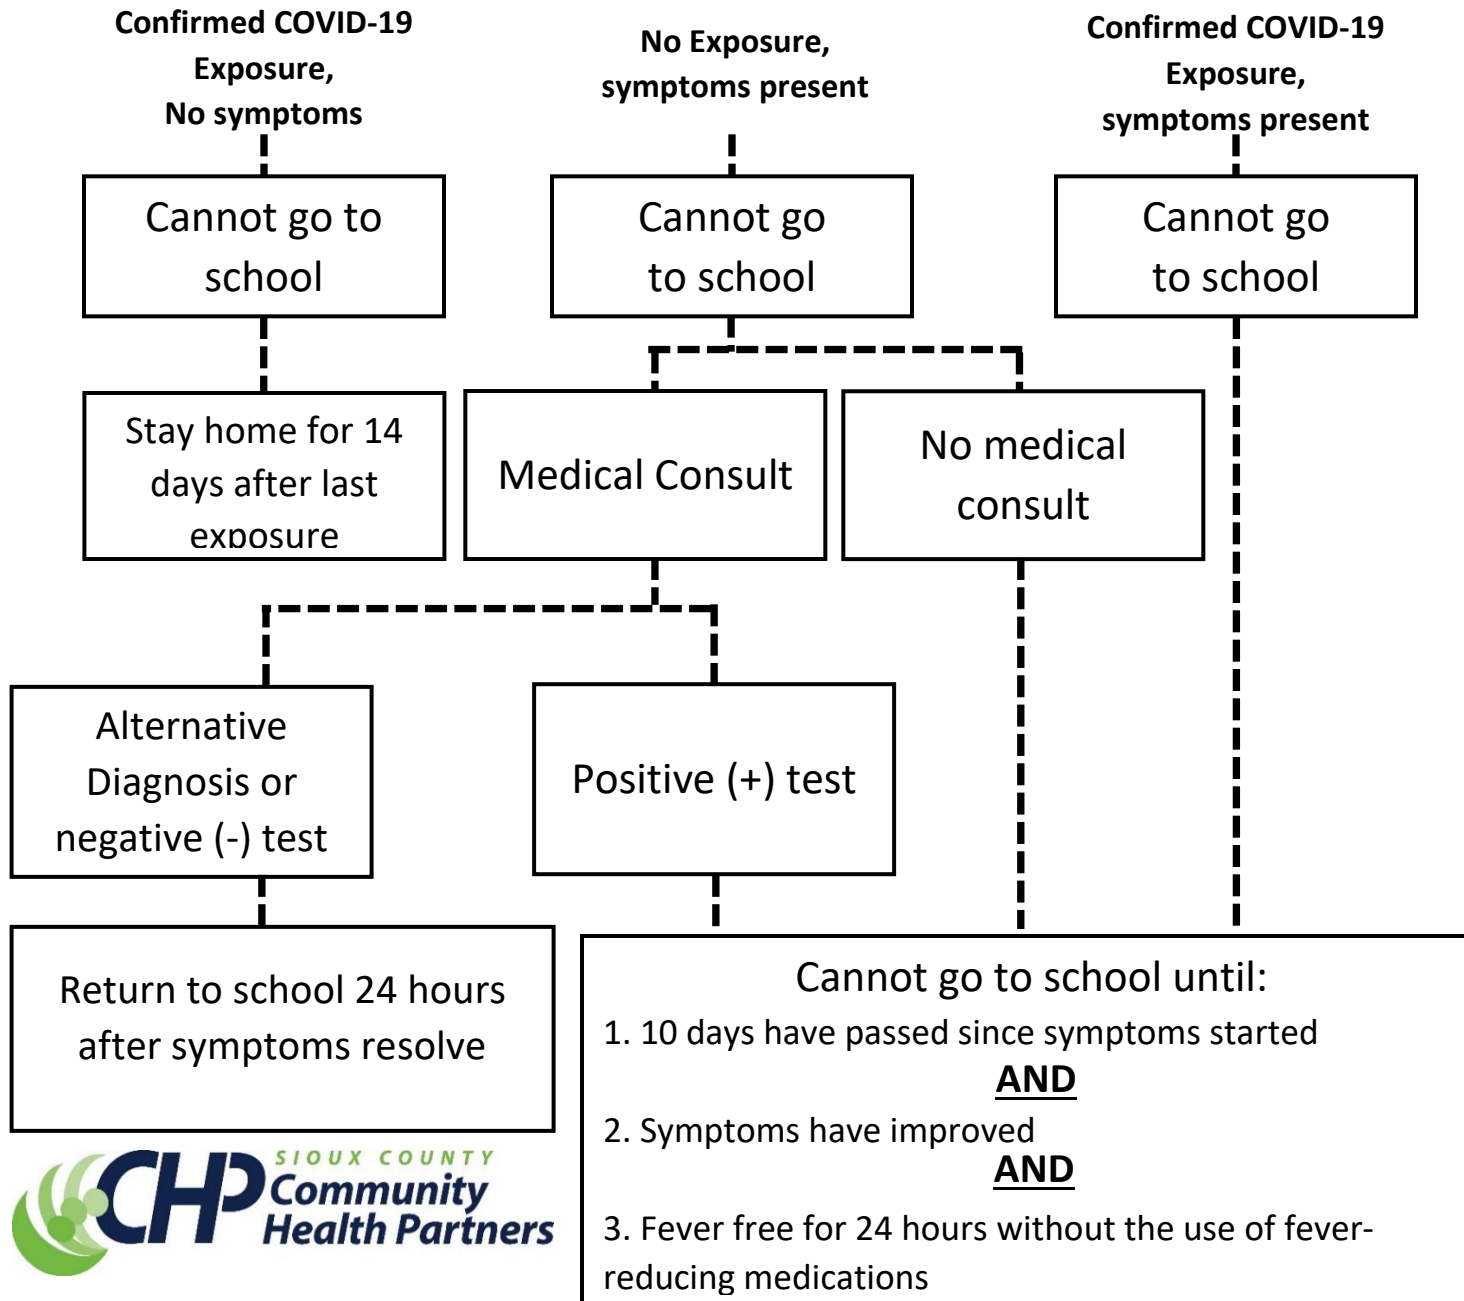 Confirmed COVID-19
Exposure,
No symptoms
No Exposure,
symptoms present
Confirmed COVID-19
Exposure,
symptoms present
Cannot go to
school
Cannot go
to school
Cannot go
to school
Stay home for 14
days after last
exposure
Medical Consult
No medical
consult
Alternative
Diagnosis or
negative (-) test
Positive (+) test
Return to school 24 hours
after symptoms resolve
Cannot go to school until:
1. 10 days have passed since symptoms started
AND
2. Symptoms have improved
AND
3. Fever free for 24 hours without the use of fever-
reducing medications
SIOUX COUNTY
CHP Community
Health Partners